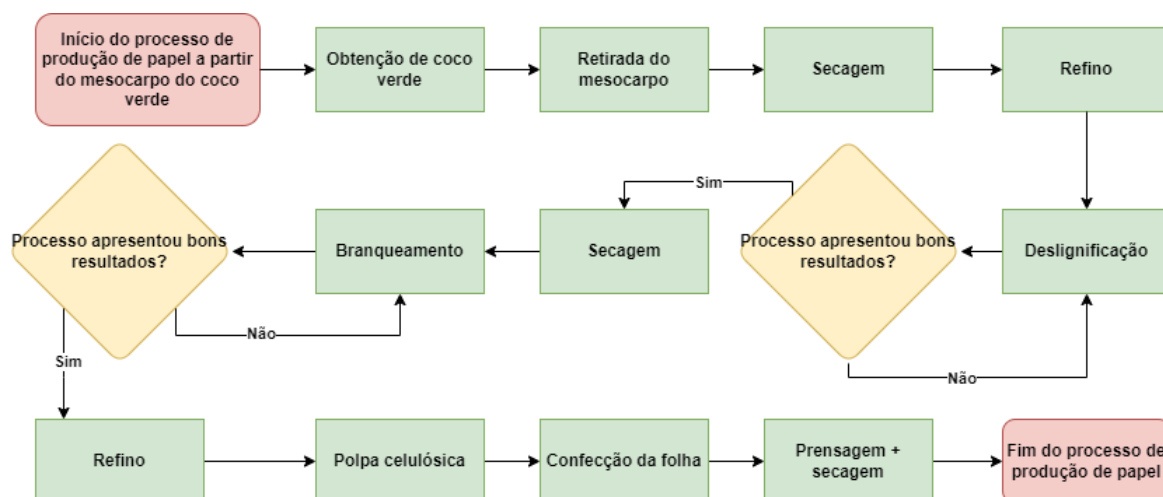 Início do processo de
produção de papel a partir
do mesocarpo do coco
verde
Obtenção de coco
verde
Retirada do
mesocarpo
Secagem
Refino
Deslignificação
Processo apresentou bons
resultados?
Sim
Não
Secagem
Branqueamento
Processo apresentou bons
resultados?
Não
Sim
Refino
Polpa celulósica
Confecção da folha
Prensagem +
secagem
Fim do processo de
produção de papel